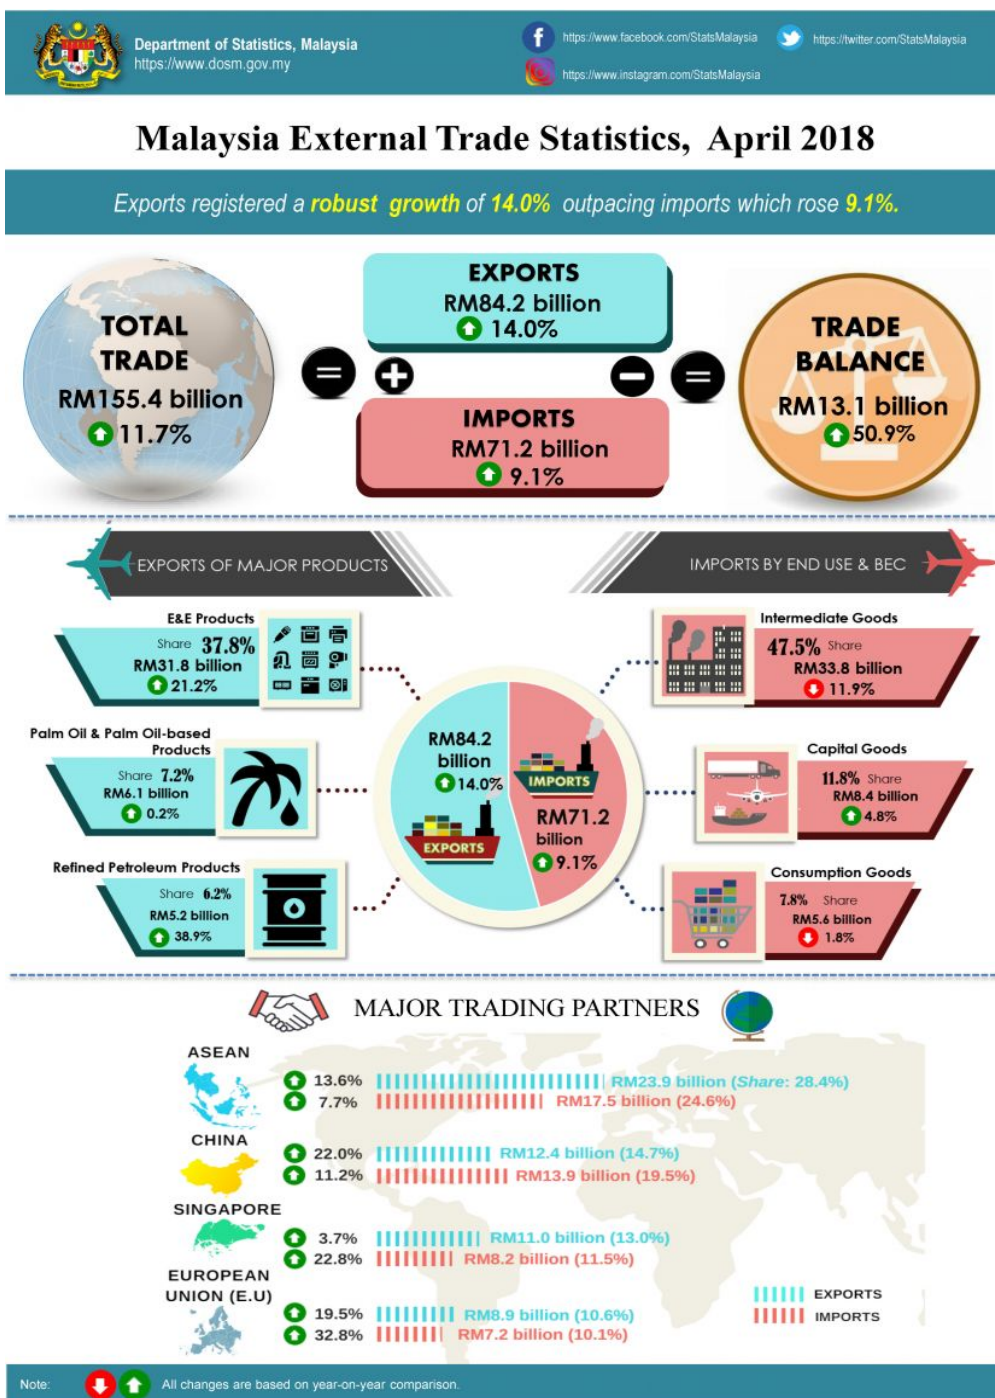 Department of Statistics, Malaysia
https://www.dosm.gov.my
https://www.facebook.com/StatsMalaysia
https://twitter.com/StatsMalaysia
https://www.instagram.com/StatsMalaysia
Malaysia External Trade Statistics, April 2018
Exports registered a robust growth of 14.0% outpacing imports which rose 9.1%.
TOTAL
TRADE
RM155.4 billion
11.7%
=
+
EXPORTS
RM84.2 billion
14.0%
IMPORTS
RM71.2 billion
9.1%
−
=
TRADE
BALANCE
RM13.1 billion
50.9%
EXPORTS OF MAJOR PRODUCTS
IMPORTS BY END USE & BEC
E&E Products
Share 37.8%
RM31.8 billion
21.2%
Palm Oil & Palm Oil-based
Products
Share 7.2%
RM6.1 billion
0.2%
Refined Petroleum Products
Share 6.2%
RM5.2 billion
38.9%
RM84.2
billion
14.0%
EXPORTS
IMPORTS
RM71.2
billion
9.1%
Intermediate Goods
47.5% Share
RM33.8 billion
11.9%
Capital Goods
11.8% Share
RM8.4 billion
4.8%
Consumption Goods
7.8% Share
RM5.6 billion
1.8%
MAJOR TRADING PARTNERS
ASEAN
13.6% RM23.9 billion (Share: 28.4%)
7.7% RM17.5 billion (24.6%)
CHINA
22.0% RM12.4 billion (14.7%)
11.2% RM13.9 billion (19.5%)
SINGAPORE
3.7% RM11.0 billion (13.0%)
22.8% RM8.2 billion (11.5%)
EUROPEAN
UNION (E.U)
19.5% RM8.9 billion (10.6%)
32.8% RM7.2 billion (10.1%)
EXPORTS
IMPORTS
Note: All changes are based on year-on-year comparison.